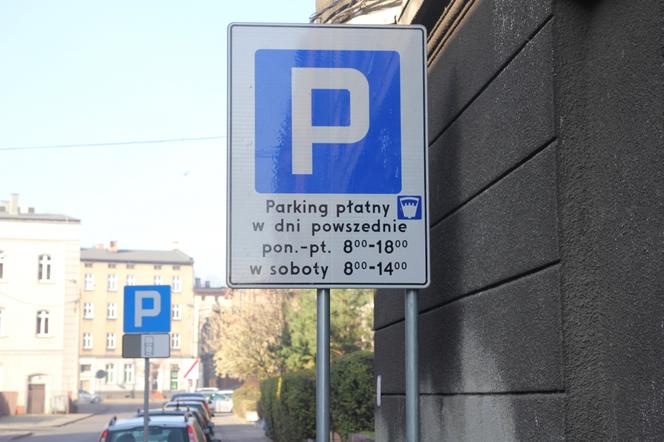 P
Parking płatny
w dni powszednie
pon.-pt. 8⁰⁰-18⁰⁰
w soboty 8⁰⁰-14⁰⁰
P